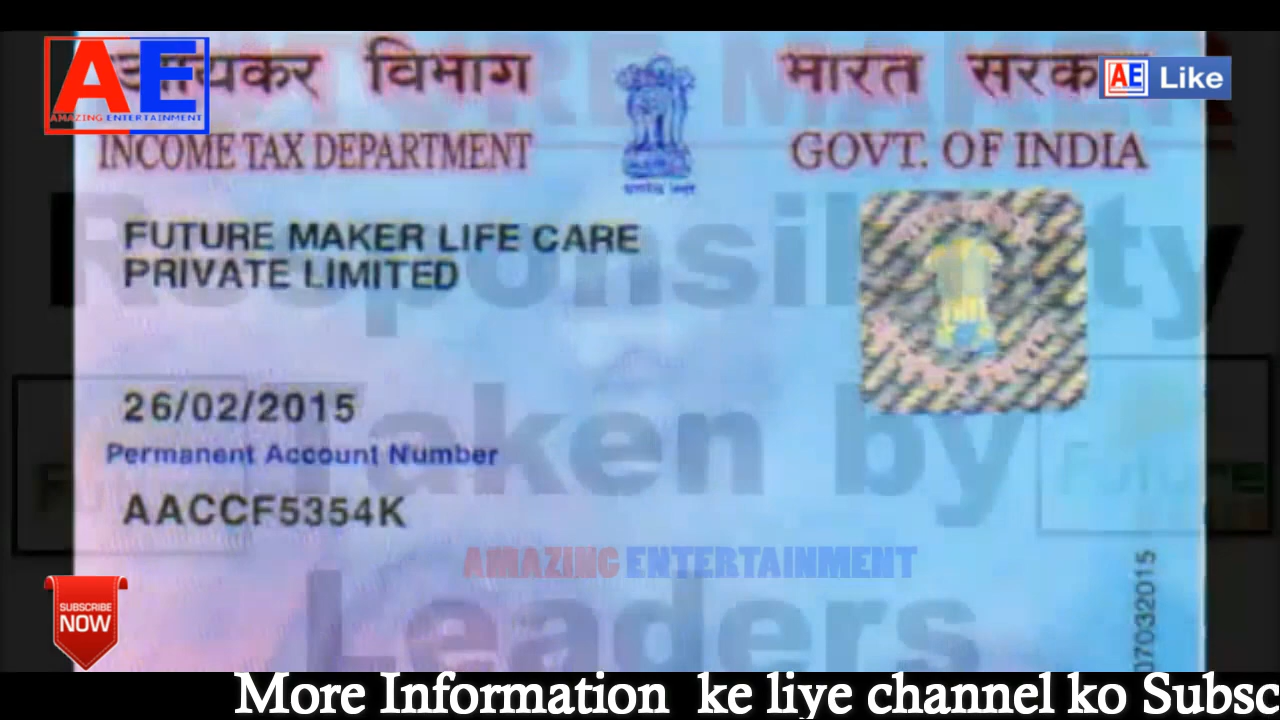 AE
AMAZING ENTERTAINMENT
आयकर विभाग
भारत सरक
AE Like
INCOME TAX DEPARTMENT
GOVT. OF INDIA
FUTURE MAKER LIFE CARE
PRIVATE LIMITED
Responsibility
26/02/2015
Taken by
Permanent Account Number
Future
AACCF5354K
AMAZING ENTERTAINMENT
Leaders
07032015
SUBSCRIBE
NOW
More Information ke liye channel ko Subsc